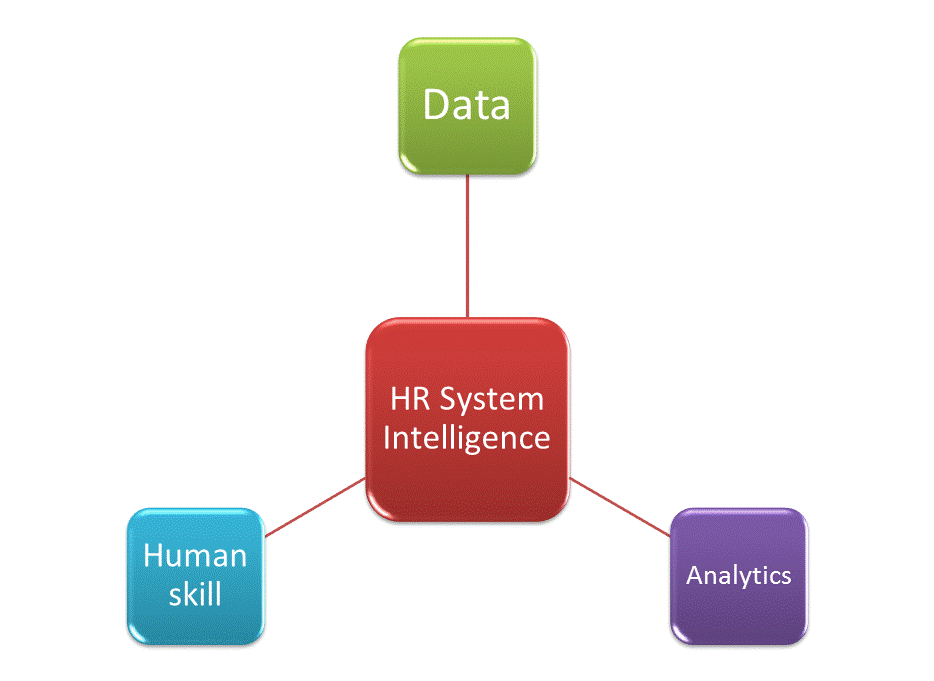 Data
HR System
Intelligence
Human
skill
Analytics